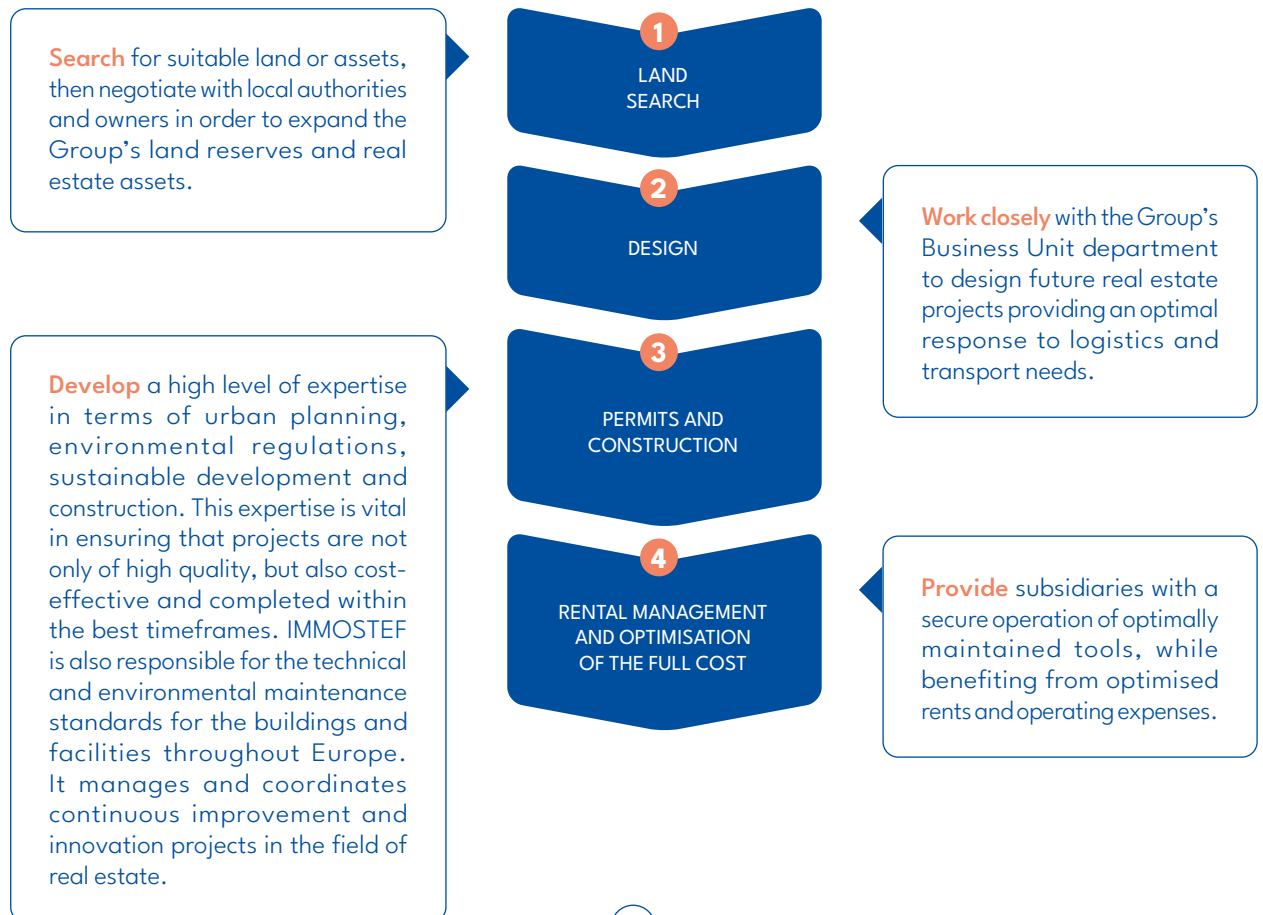 1
LAND
SEARCH
Search for suitable land or assets,
then negotiate with local authorities
and owners in order to expand the
Group's land reserves and real
estate assets.
2
DESIGN
Work closely with the Group's
Business Unit department
to design future real estate
projects providing an optimal
response to logistics and
transport needs.
3
PERMITS AND
CONSTRUCTION
Develop a high level of expertise
in terms of urban planning,
environmental regulations,
sustainable development and
construction. This expertise is vital
in ensuring that projects are not
only of high quality, but also cost-
effective and completed within
the best timeframes. IMMOSTEF
is also responsible for the technical
and environmental maintenance
standards for the buildings and
facilities throughout Europe.
It manages and coordinates
continuous improvement and
innovation projects in the field of
real estate.
4
RENTAL MANAGEMENT
AND OPTIMISATION
OF THE FULL COST
Provide subsidiaries with a
secure operation of optimally
maintained tools, while
benefiting from optimised
rents and operating expenses.